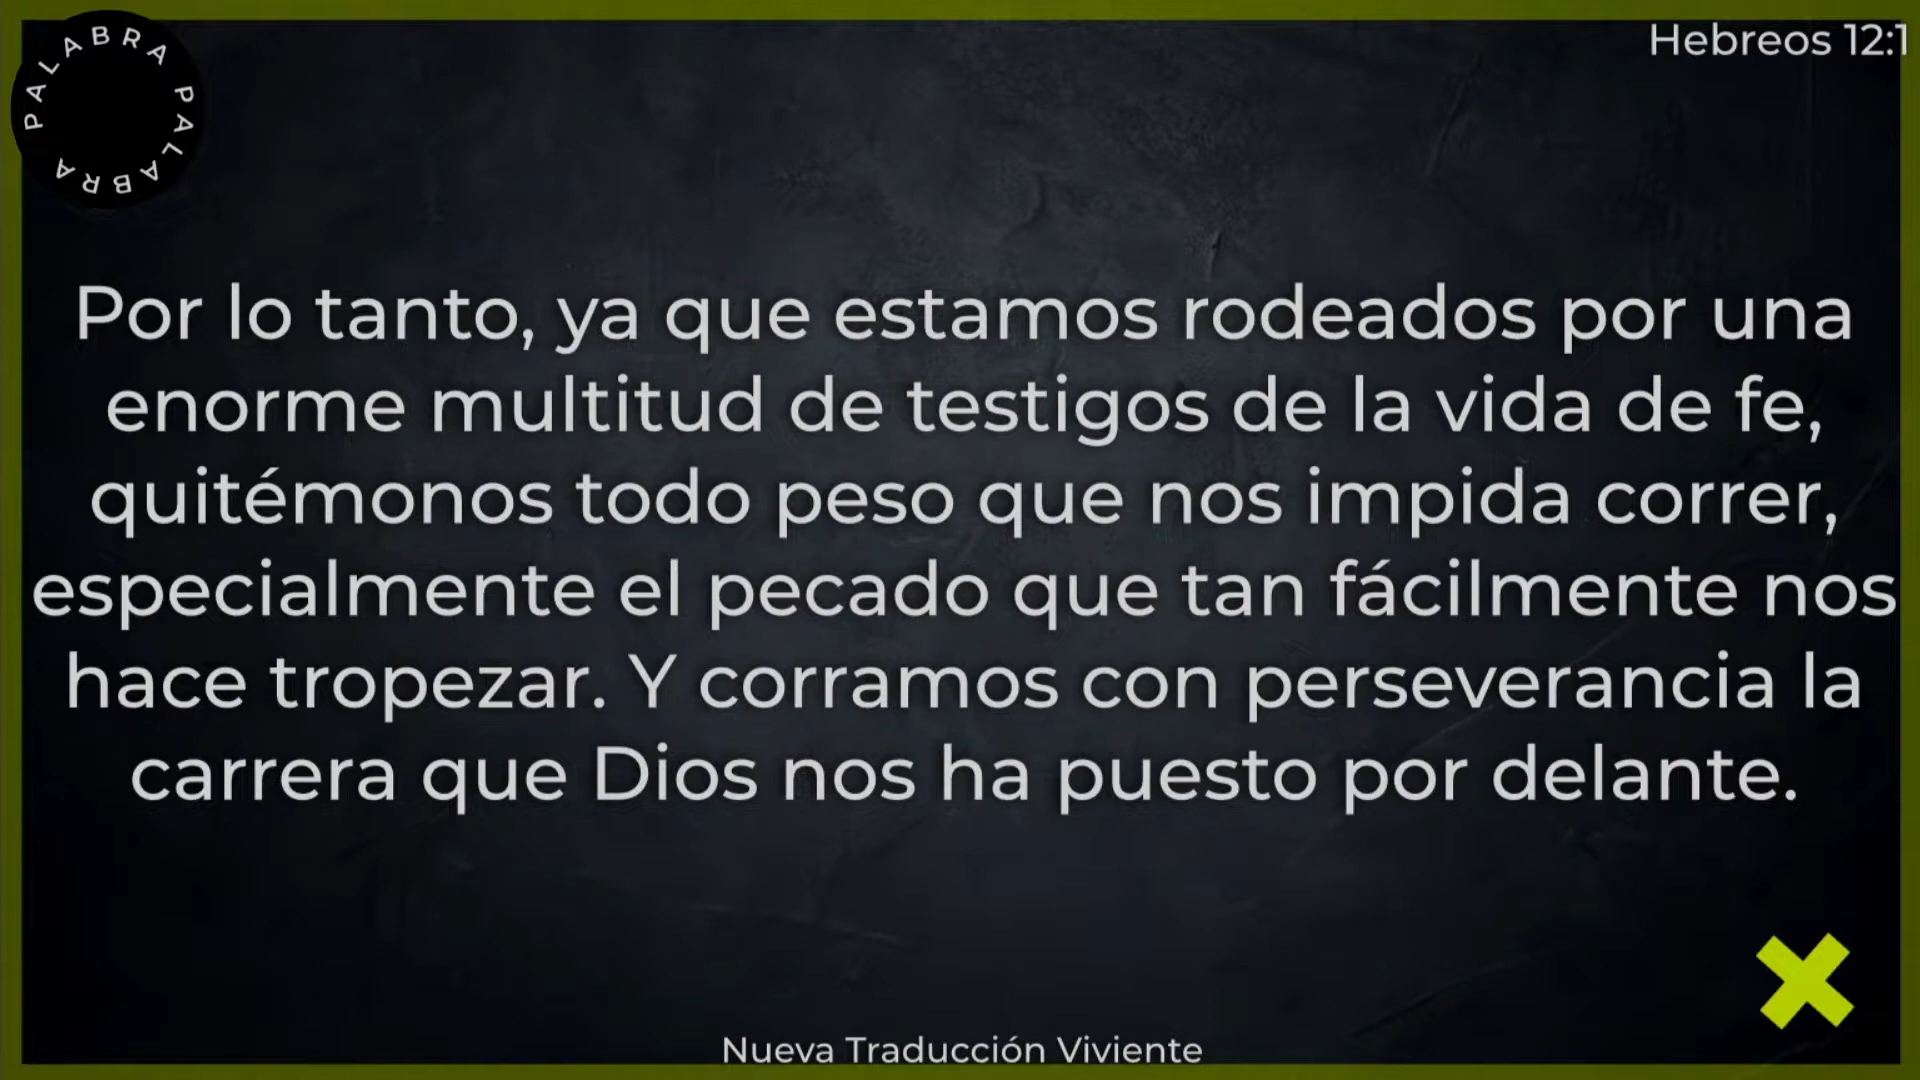 PALABRA PALABRA
Hebreos 12:1
Por lo tanto, ya que estamos rodeados por una
enorme multitud de testigos de la vida de fe,
quitémonos todo peso que nos impida correr,
especialmente el pecado que tan fácilmente nos
hace tropezar. Y corramos con perseverancia la
carrera que Dios nos ha puesto por delante.
Nueva Traducción Viviente